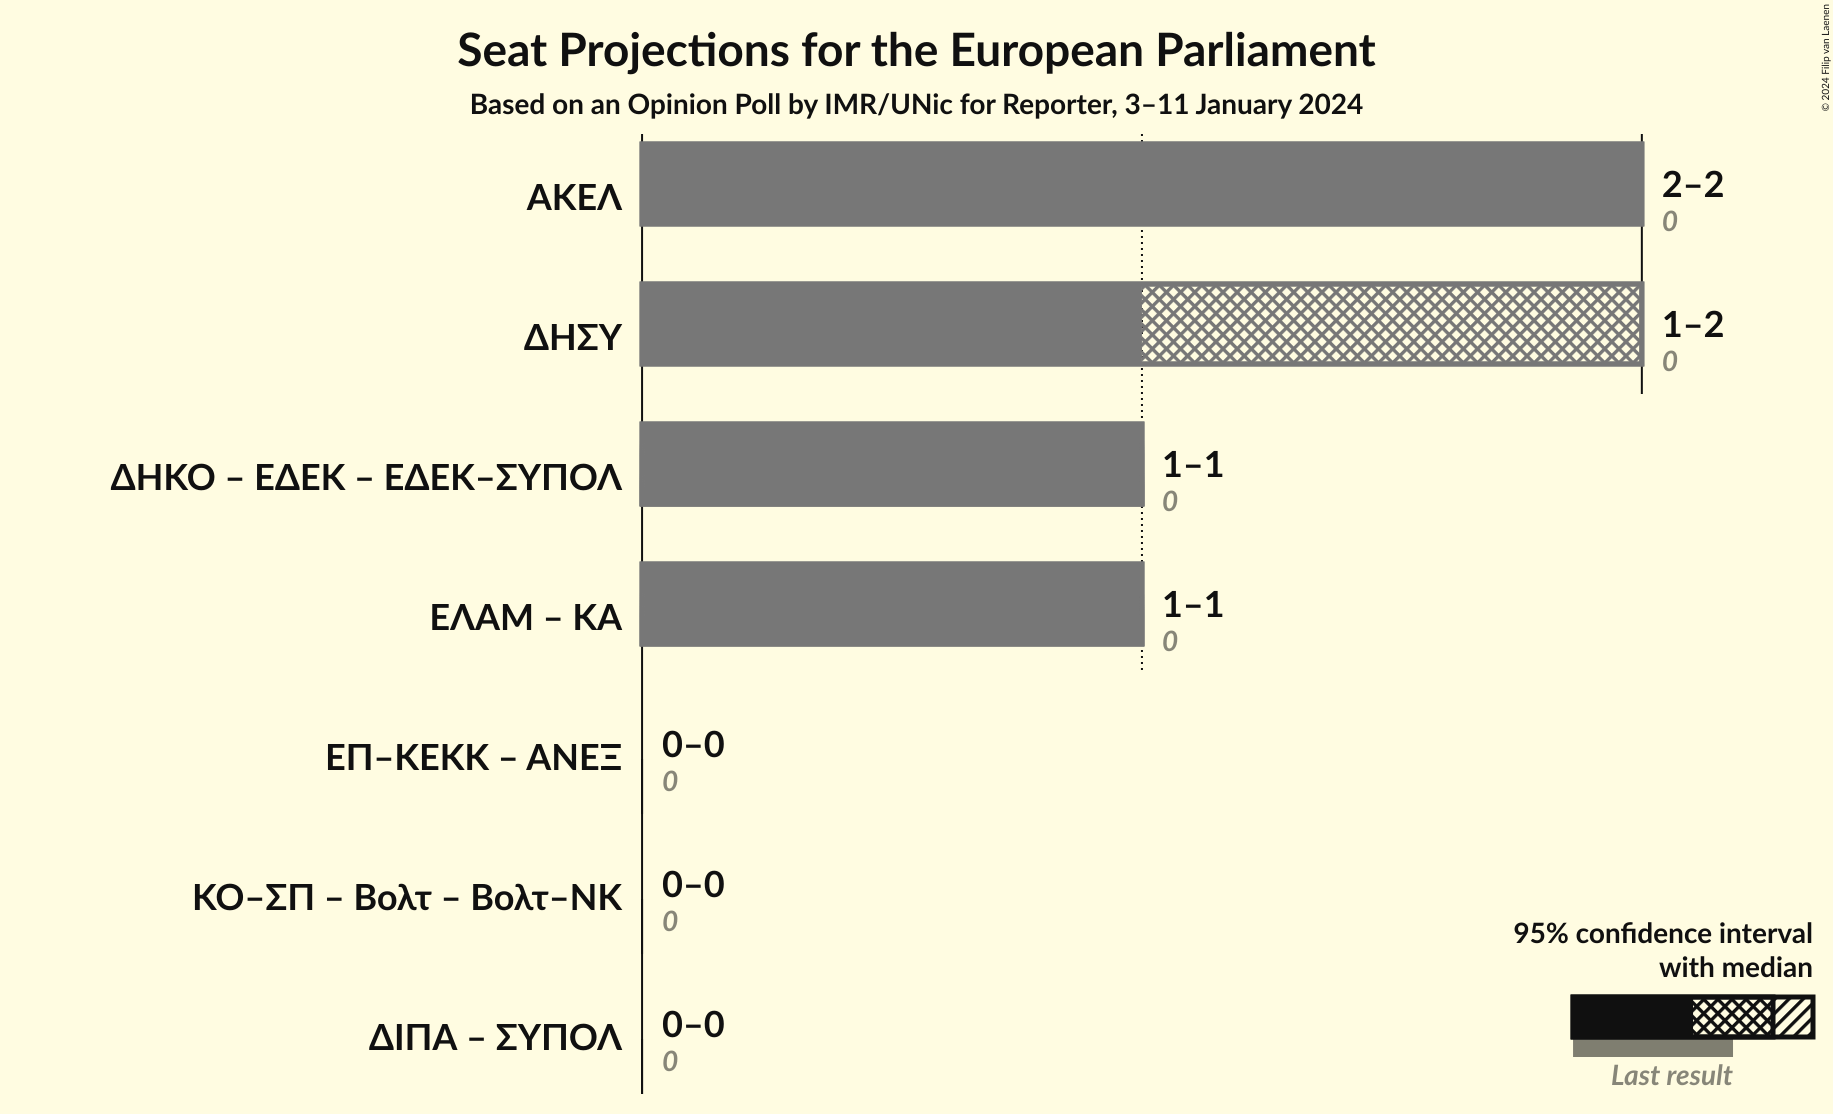 Seat Projections for the European Parliament
Based on an Opinion Poll by IMR/UNic for Reporter, 3–11 January 2024
© 2024 Filip van Laenen
ΑΚΕΛ
2–2
0
ΔΗΣΥ
1–2
0
ΔΗΚΟ – ΕΔΕΚ – ΕΔΕΚ–ΣΥΠΟΛ
1–1
0
ΕΛΑΜ – ΚΑ
1–1
0
ΕΠ–ΚΕΚΚ – ΑΝΕΞ
0–0
0
ΚΟ–ΣΠ – Βολτ – Βολτ–ΝΚ
0–0
0
ΔΙΠΑ – ΣΥΠΟΛ
0–0
0
95% confidence interval
with median
Last result